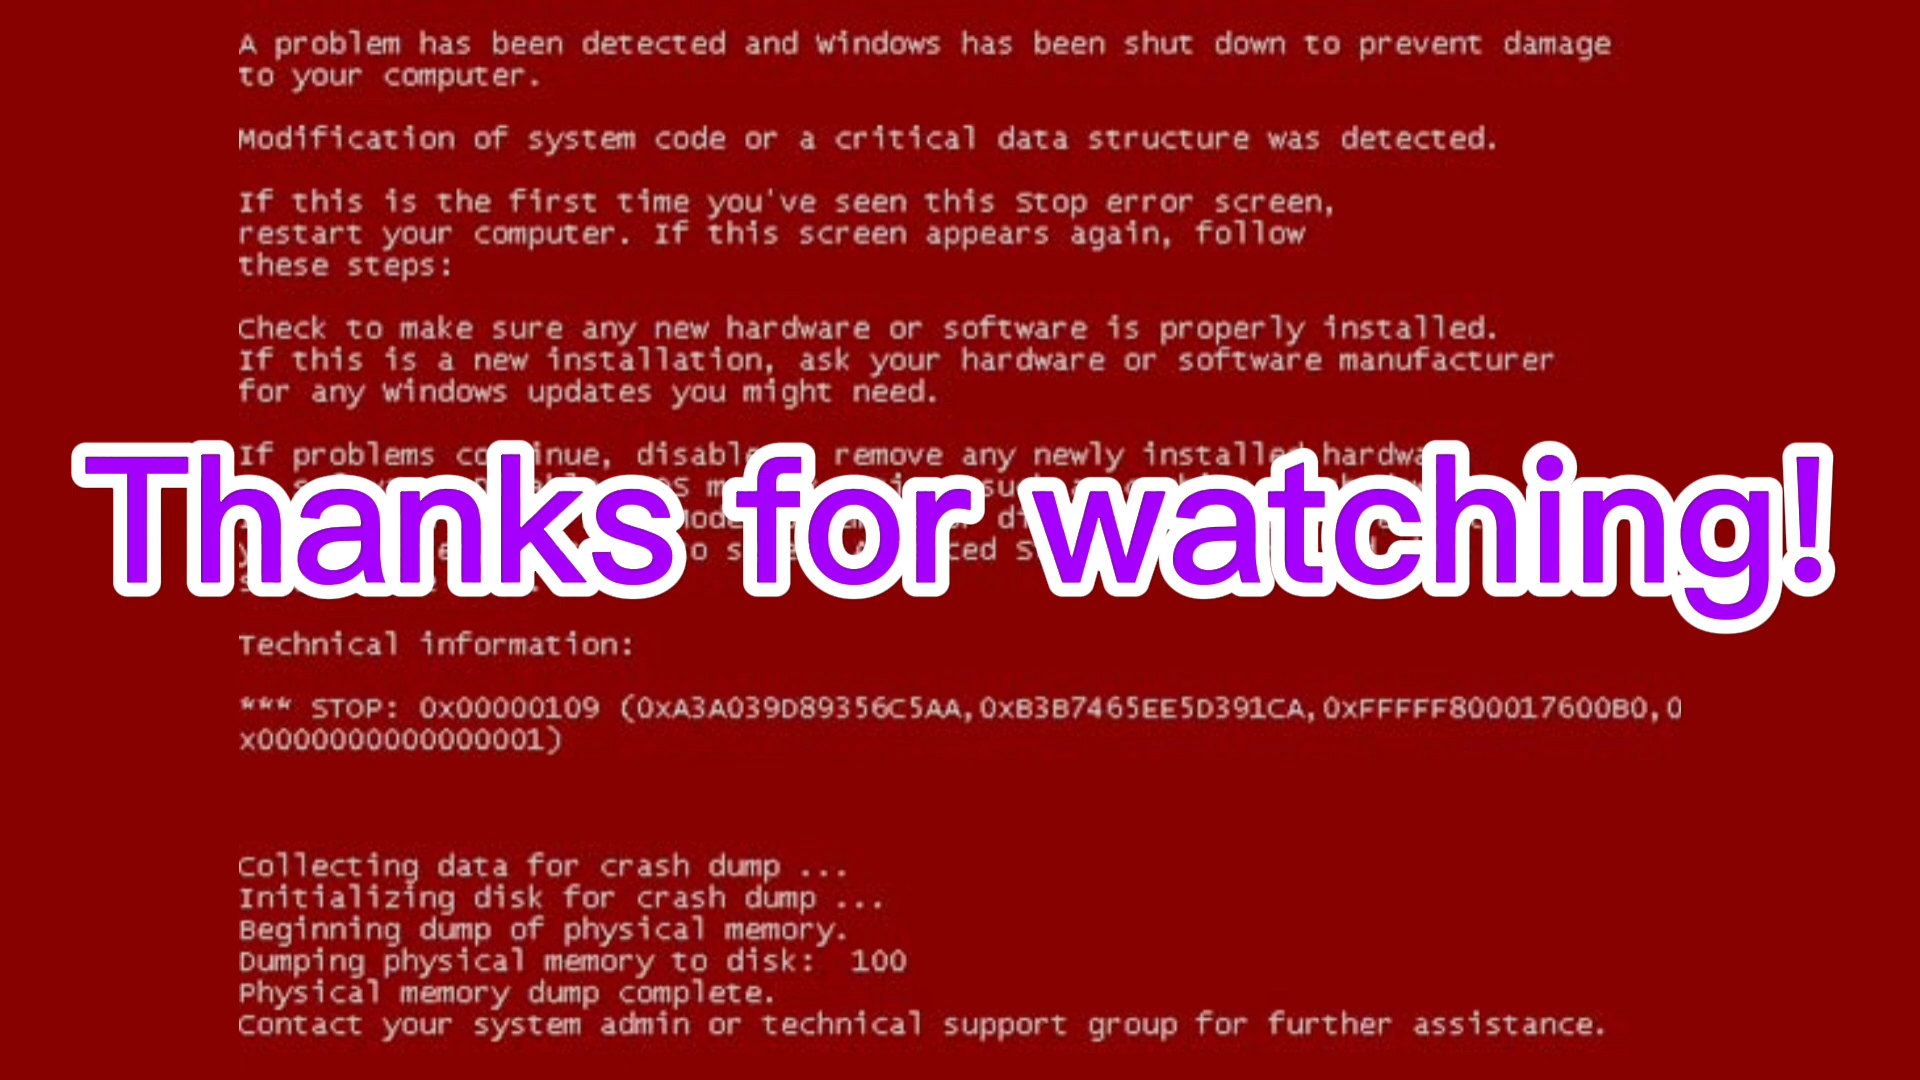 A problem has been detected and Windows has been shut down to prevent damage
to your computer.
Modification of system code or a critical data structure was detected.
If this is the first time you've seen this Stop error screen,
restart your computer. If this screen appears again, follow
these steps:
Check to make sure any new hardware or software is properly installed.
If this is a new installation, ask your hardware or software manufacturer
for any Windows updates you might need.
If problems remove any newly installed
Thanks for watching!
Technical information:
*** STOP: 0x00000109 (0xA3A039D89356C5AA,0xB3B7465EE5D391CA,0xFFFFF800017600B0,0
x0000000000000001)
Collecting data for crash dump ...
Initializing disk for crash dump ...
Beginning dump of physical memory.
Dumping physical memory to disk:  100
Physical memory dump complete.
Contact your system admin or technical support group for further assistance.